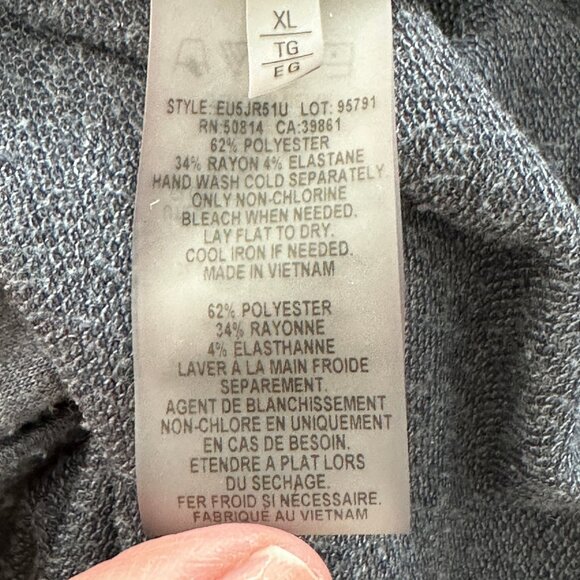 XL
TG
EG
STYLE: EU5JR51U LOT: 95791
RN:50814 CA:39861
62% POLYESTER
34% RAYON 4% ELASTANE
HAND WASH COLD SEPARATELY
ONLY NON-CHLORINE
BLEACH WHEN NEEDED.
LAY FLAT TO DRY.
COOL IRON IF NEEDED.
MADE IN VIETNAM
62% POLYESTER
34% RAYONNE
4% ELASTHANNE
LAVER À LA MAIN FROIDE
SEPAREMENT.
AGENT DE BLANCHISSEMENT
NON-CHLORE EN UNIQUEMENT
EN CAS DE BESOIN.
ETENDRE A PLAT LORS
DU SECHAGE.
FER FROID SI NÉCESSAIRE.
FABRIQUÉ AU VIETNAM